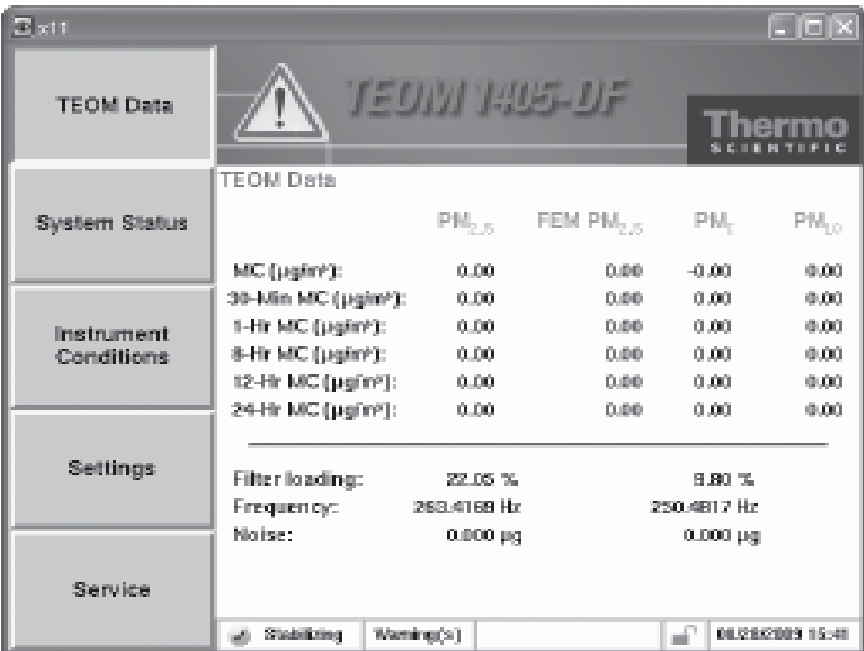 x11
TEOM Data
System Status
Instrument
Conditions
Settings
Service
TEOM 1405-DF
Thermo
SCIENTIFIC
TEOM Data
PM2.5 FEM PM2.5 PMc PM10
MC (µg/m³): 0.00 0.00 -0.00 0.00
30-Min MC (µg/m³): 0.00 0.00 0.00 0.00
1-Hr MC (µg/m³): 0.00 0.00 0.00 0.00
8-Hr MC (µg/m³): 0.00 0.00 0.00 0.00
12-Hr MC (µg/m³): 0.00 0.00 0.00 0.00
24-Hr MC (µg/m³): 0.00 0.00 0.00 0.00
Filter loading: 22.05 % 9.80 %
Frequency: 263.4169 Hz 250.4817 Hz
Noise: 0.000 µg 0.000 µg
Stabilizing Warning(s) 15:41